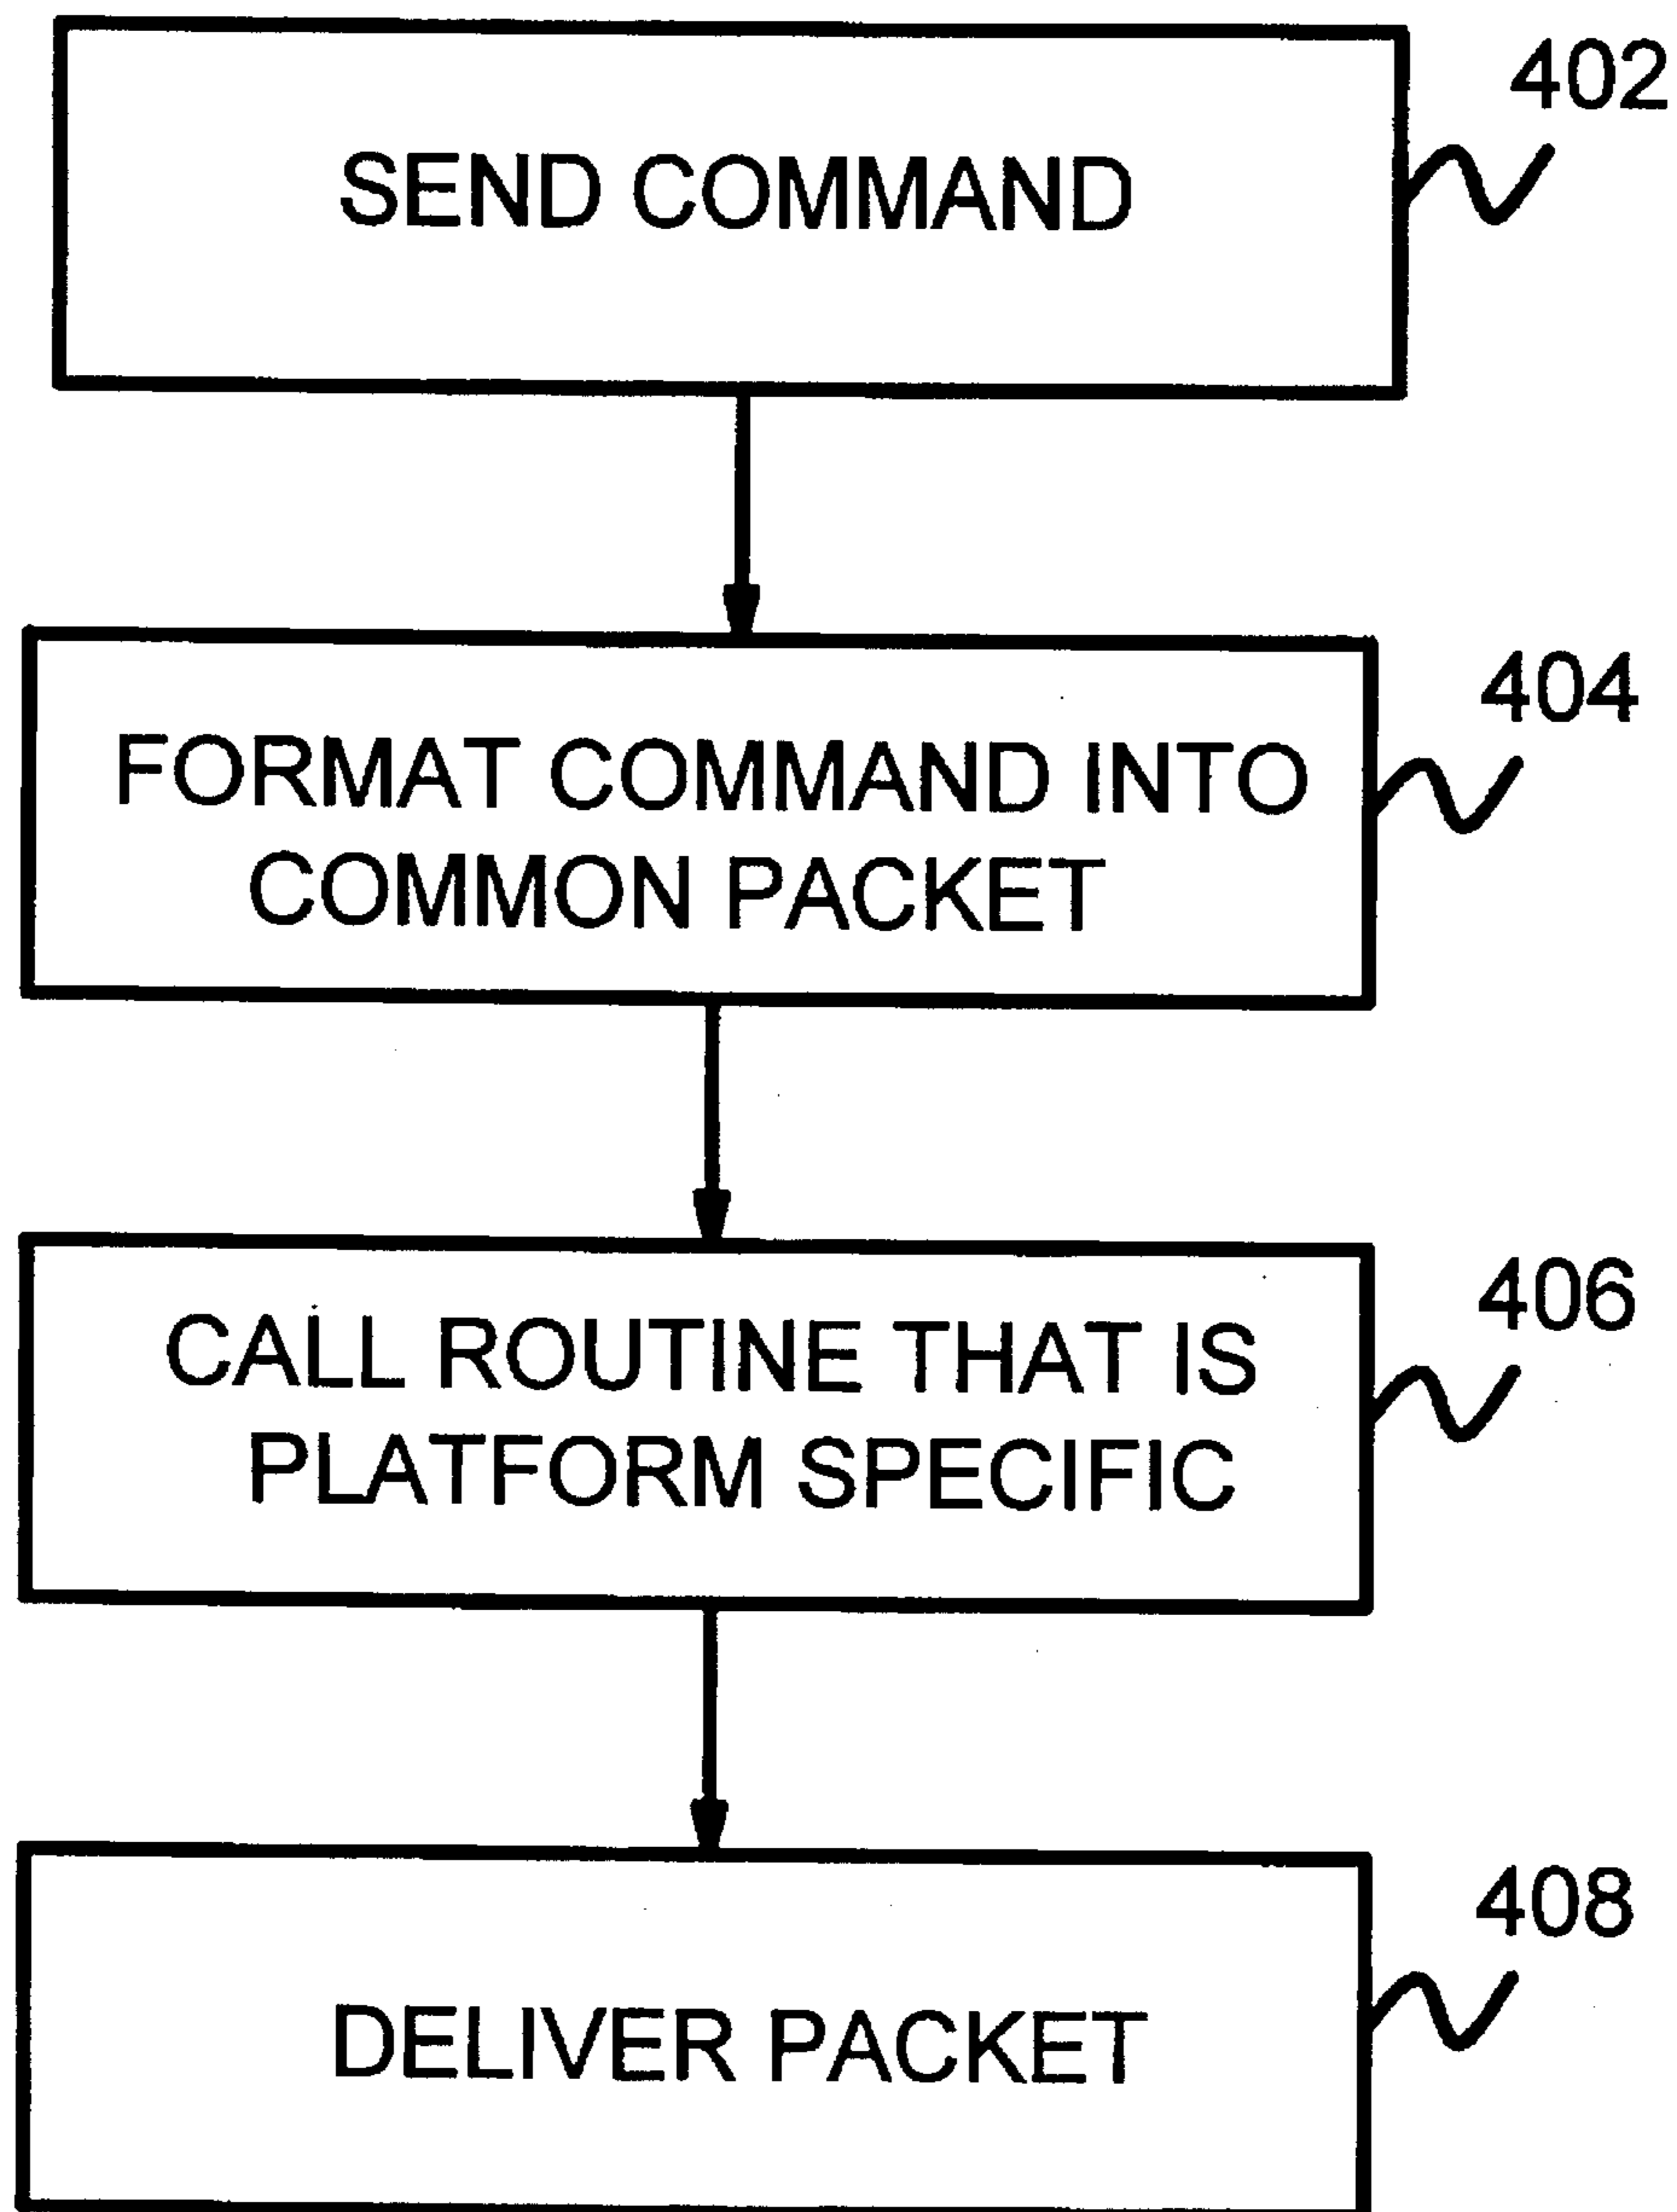 402
SEND COMMAND
404
FORMAT COMMAND INTO
COMMON PACKET
406
CALL ROUTINE THAT IS
PLATFORM SPECIFIC
408
DELIVER PACKET